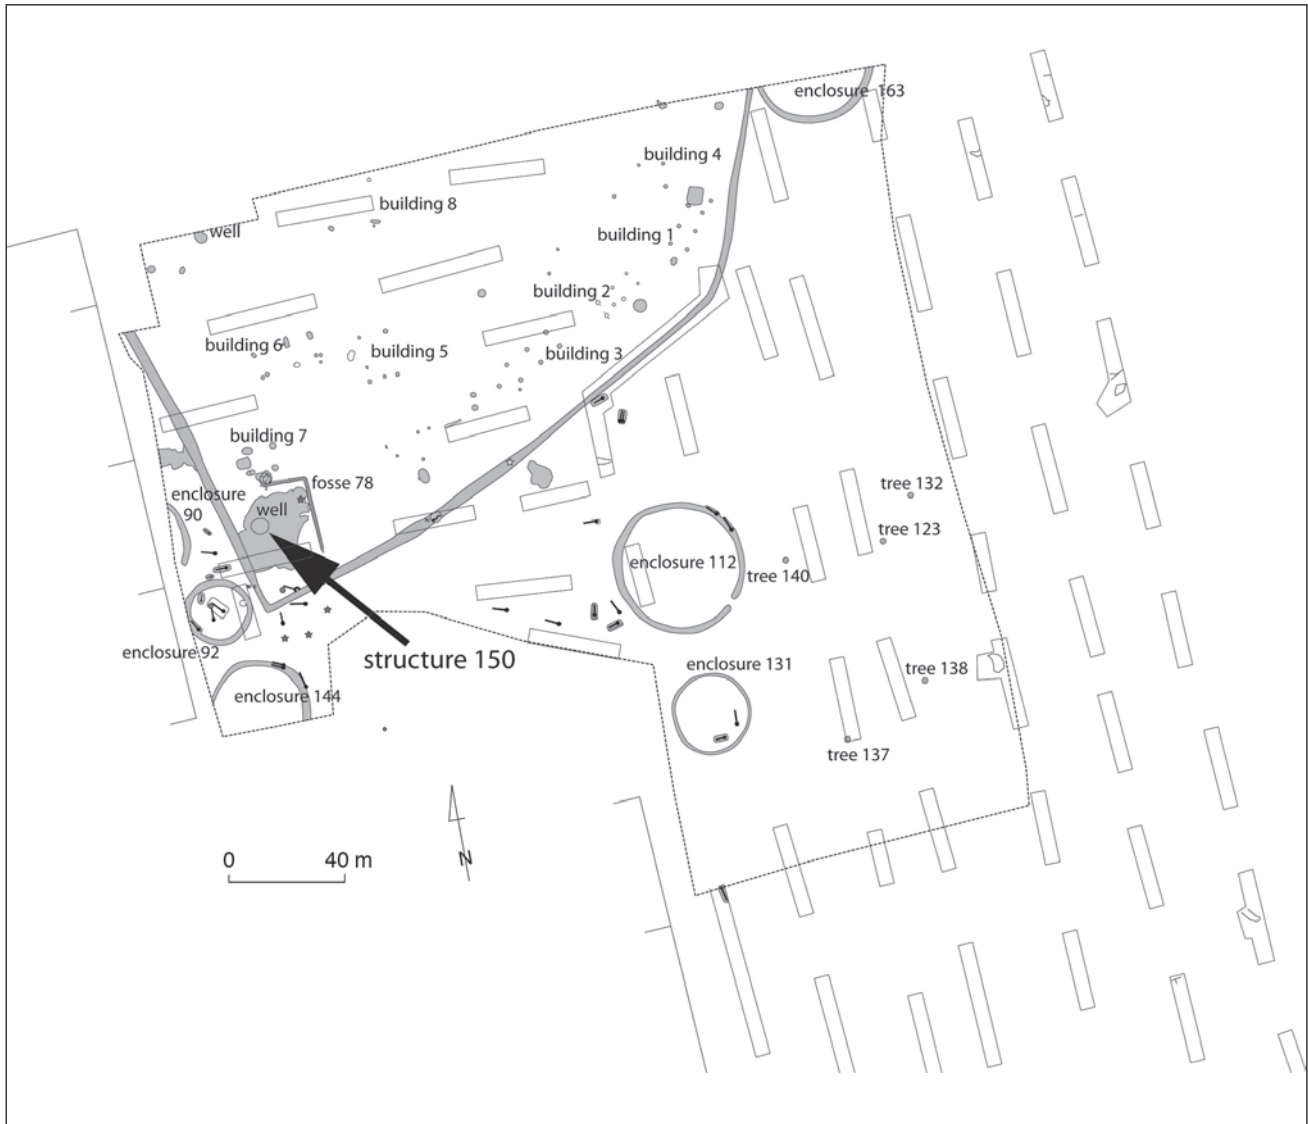 enclosure 163
building 4
building 8
well
building 1
building 2
building 6
building 5
building 3
building 7
fosse 78
enclosure
90
well
tree 132
tree 123
enclosure 112
tree 140
enclosure 92
structure 150
enclosure 131
tree 138
enclosure 144
tree 137
0 40 m
N